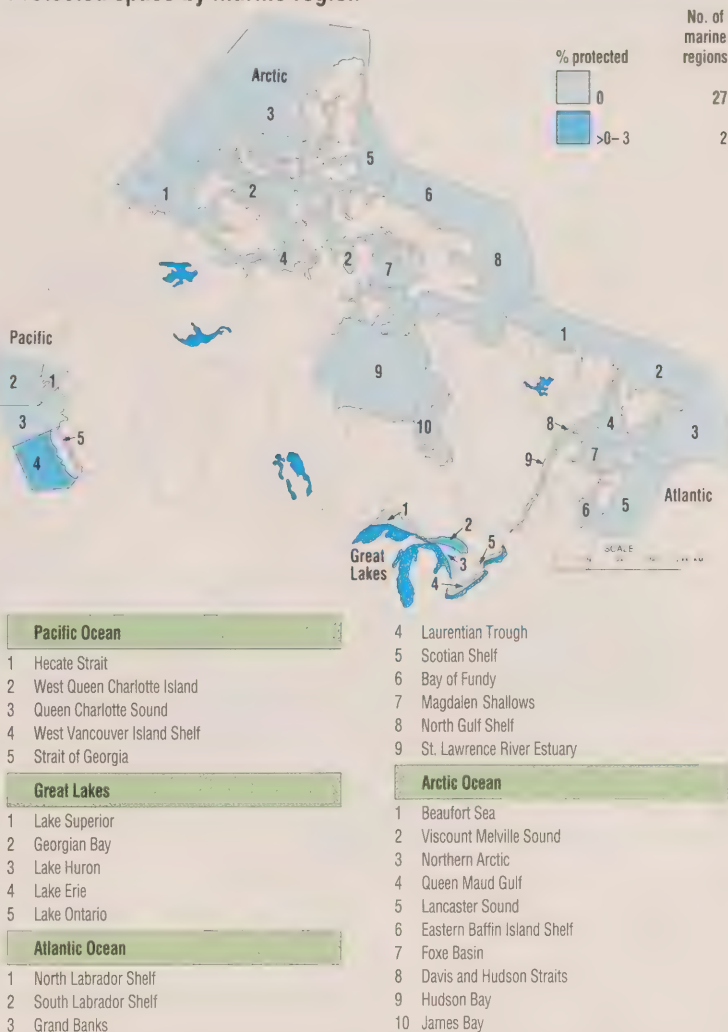 Protected space by marine region
No. of
marine
regions
% protected
0 27
>0–3 2
Arctic
3
5
1
2
6
4
2
7
8
Pacific
2
1
3
5
4
9
10
1
2
8
4
3
9
7
Atlantic
6
5
SCALE
1
2
5
Great
Lakes
3
4
Pacific Ocean
1 Hecate Strait
2 West Queen Charlotte Island
3 Queen Charlotte Sound
4 West Vancouver Island Shelf
5 Strait of Georgia
Great Lakes
1 Lake Superior
2 Georgian Bay
3 Lake Huron
4 Lake Erie
5 Lake Ontario
Atlantic Ocean
1 North Labrador Shelf
2 South Labrador Shelf
3 Grand Banks
4 Laurentian Trough
5 Scotian Shelf
6 Bay of Fundy
7 Magdalen Shallows
8 North Gulf Shelf
9 St. Lawrence River Estuary
Arctic Ocean
1 Beaufort Sea
2 Viscount Melville Sound
3 Northern Arctic
4 Queen Maud Gulf
5 Lancaster Sound
6 Eastern Baffin Island Shelf
7 Foxe Basin
8 Davis and Hudson Straits
9 Hudson Bay
10 James Bay